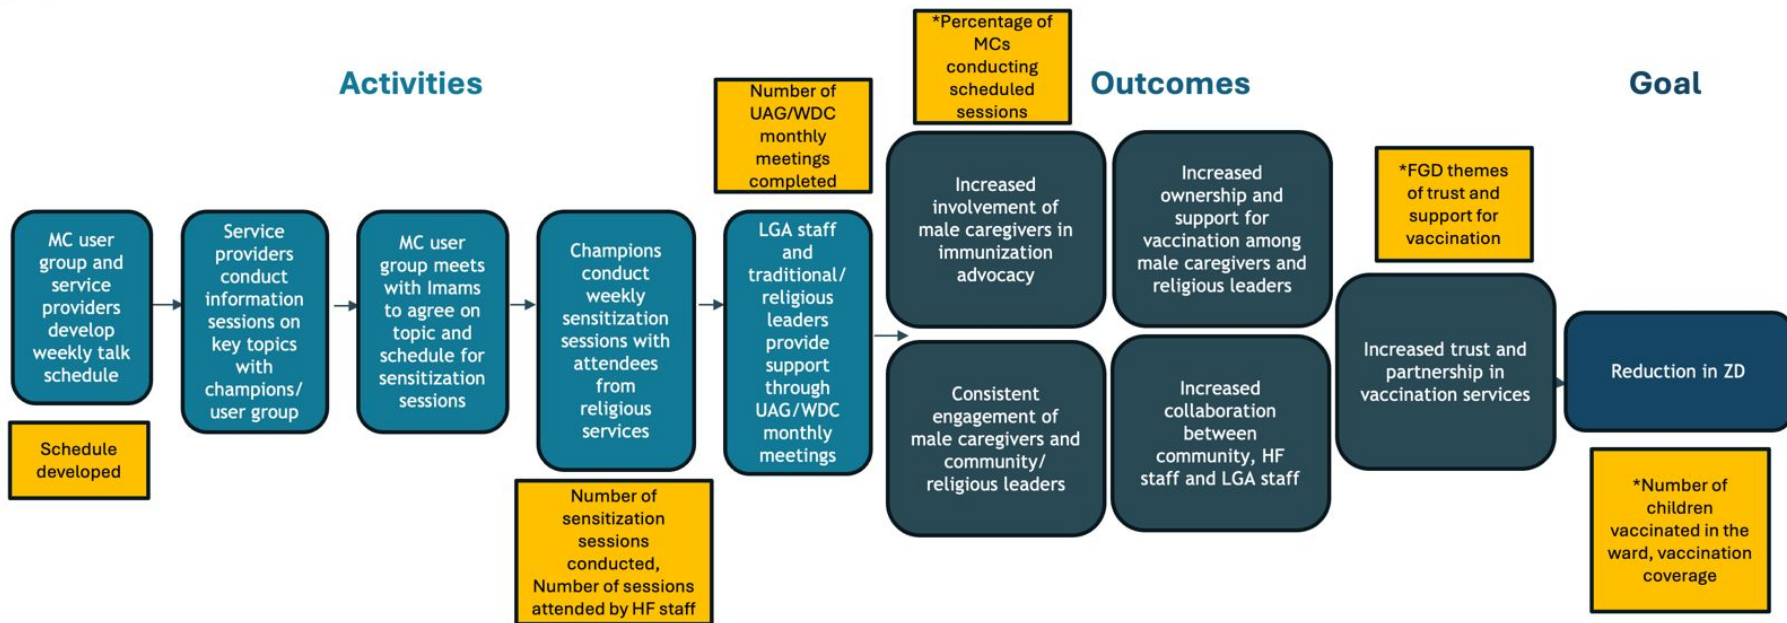 Activities
Outcomes
Goal
*Percentage of
MCs
conducting
scheduled
sessions
Number of
UAG/WDC
monthly
meetings
completed
*FGD themes
of trust and
support for
vaccination
MC user
group and
service
providers
develop
weekly talk
schedule
Service
providers
conduct
information
sessions on
key topics
with
champions/
user group
MC user
group meets
with Imams
to agree on
topic and
schedule for
sensitization
sessions
Champions
conduct
weekly
sensitization
sessions with
attendees
from
religious
services
LGA staff
and
traditional/
religious
leaders
provide
support
through
UAG/WDC
monthly
meetings
Increased
involvement of
male caregivers in
immunization
advocacy
Increased
ownership and
support for
vaccination among
male caregivers and
religious leaders
Consistent
engagement of
male caregivers and
community/
religious leaders
Increased
collaboration
between
community, HF
staff and LGA staff
Increased trust and
partnership in
vaccination services
Reduction in ZD
Schedule
developed
Number of
sensitization
sessions
conducted,
Number of sessions
attended by HF staff
*Number of
children
vaccinated in the
ward, vaccination
coverage